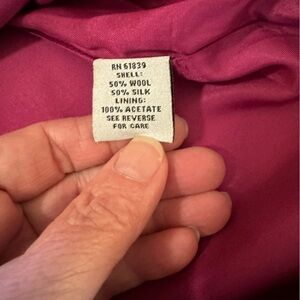 RN 61839
SHELL:
50% WOOL
50% SILK
LINING:
100% ACETATE
SEE REVERSE
FOR CARE